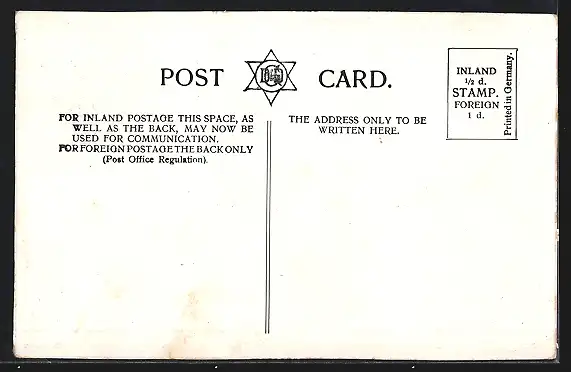 POST CARD.
FOR INLAND POSTAGE THIS SPACE, AS
WELL AS THE BACK, MAY NOW BE
USED FOR COMMUNICATION.
FOR FOREIGN POSTAGE THE BACK ONLY
(Post Office Regulation).
THE ADDRESS ONLY TO BE
WRITTEN HERE.
INLAND
½ d.
STAMP.
FOREIGN
1 d.
Printed in Germany.